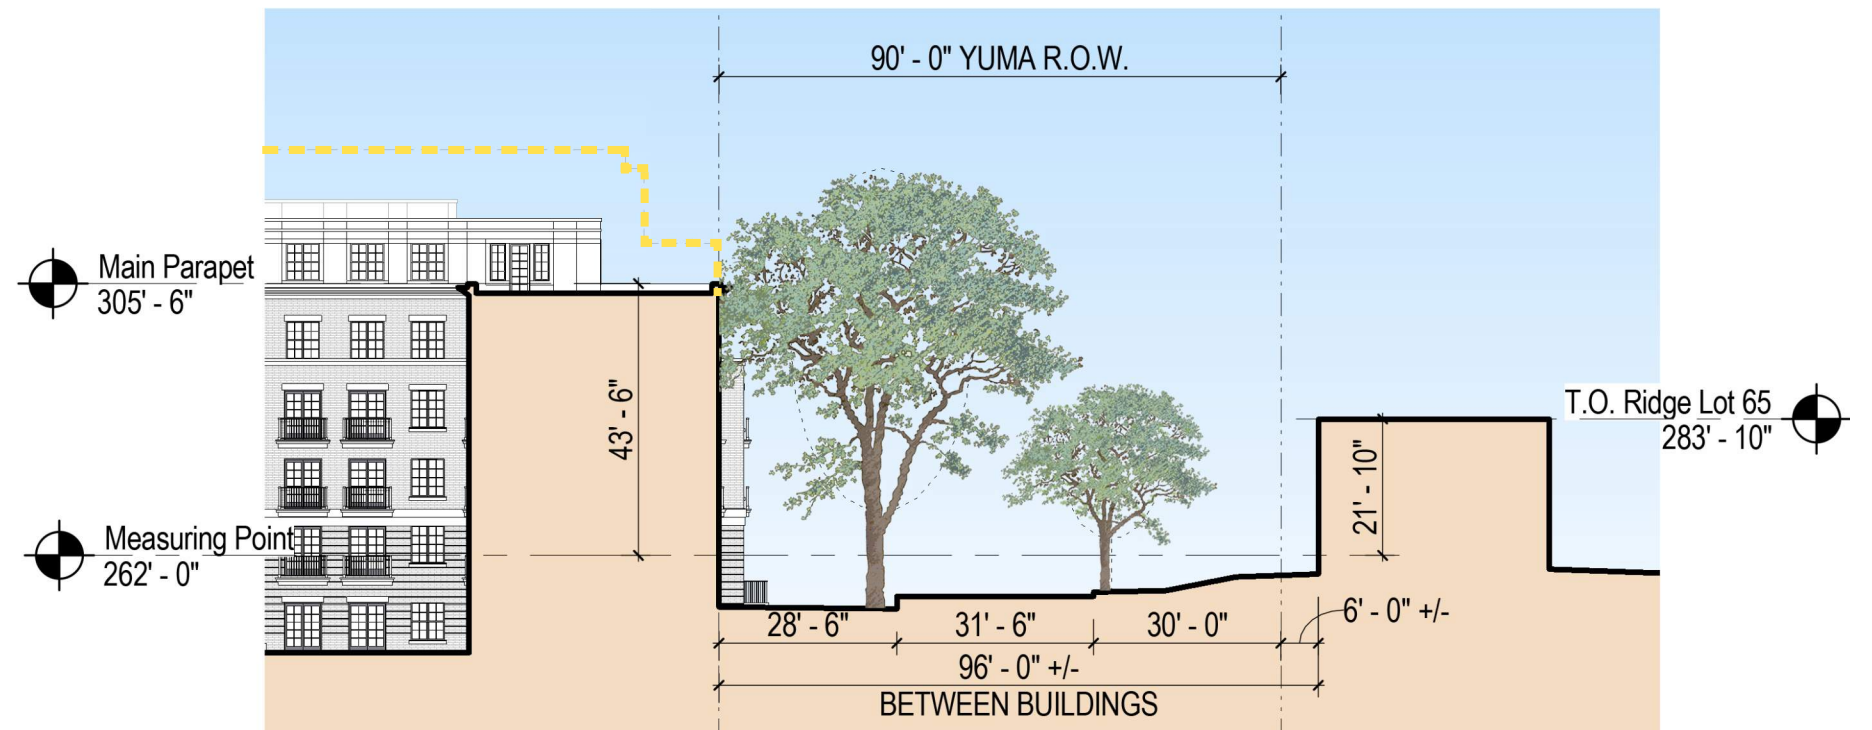 90' - 0" YUMA R.O.W.
Main Parapet
305' - 6"
43' - 6"
T.O. Ridge Lot 65
283' - 10"
21' - 10"
Measuring Point
262' - 0"
28' - 6"
31' - 6"
30' - 0"
6' - 0" +/-
96' - 0" +/-
BETWEEN BUILDINGS